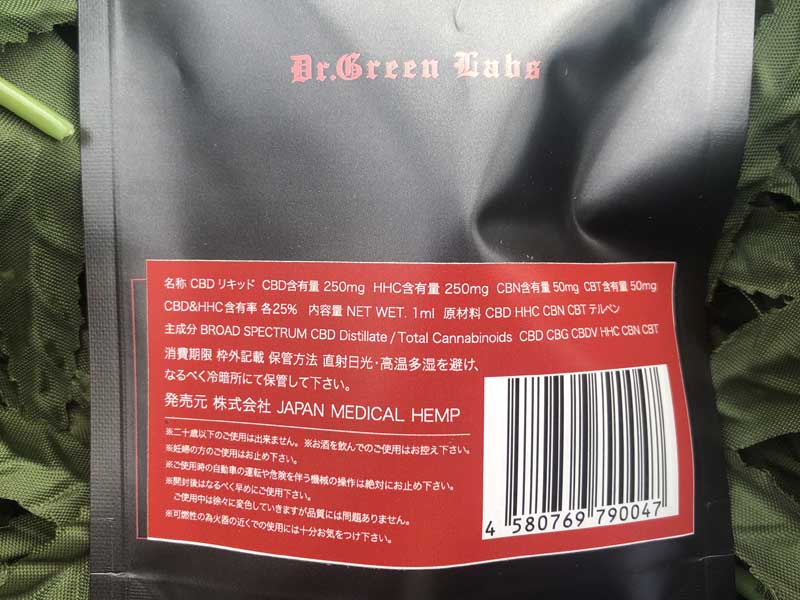 Dr.Green Labs
名称 CBD リキッド CBD含有量 250mg HHC含有量 250mg CBN含有量 50mg CBT含有量 50mg
CBD&HHC含有率 各25% 内容量 NET WET. 1ml 原材料 CBD HHC CBN CBT テルペン
主成分 BROAD SPECTRUM CBD Distillate / Total Cannabinoids CBD CBG CBDV HHC CBN CBT
消費期限 枠外記載 保管方法 直射日光・高温多湿を避け、
なるべく冷暗所にて保管して下さい。
発売元 株式会社 JAPAN MEDICAL HEMP
※二十歳以下のご使用は出来ません。※お酒を飲んでのご使用はお控え下さい。
※妊婦の方のご使用はお止め下さい。
※ご使用時の自動車の運転や危険を伴う機械の操作は絶対にお止め下さい。
※開封後はなるべく早めにご使用下さい。
ご使用中は徐々に変色していきますが品質には問題ありません。
※可燃性の為火器の近くでの使用には十分お気をつけ下さい。
4 580769 790047